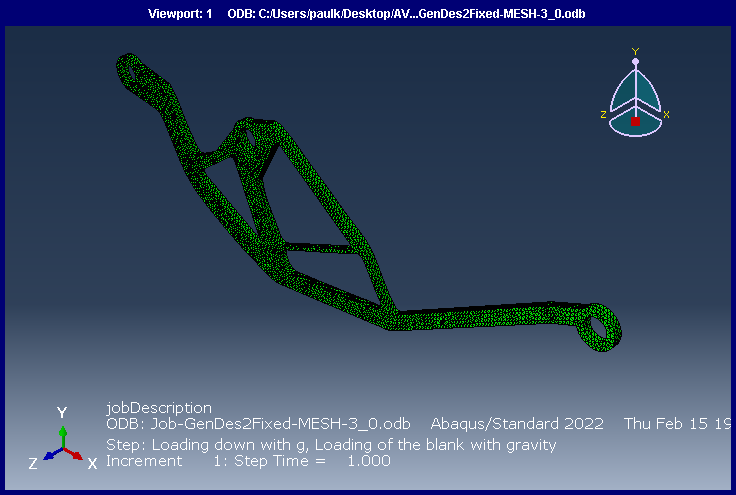 Viewport: 1 ODB: C:/Users/paulk/Desktop/AV...GenDes2Fixed-MESH-3_0.odb
Y
Z X
jobDescription
Y
ODB: Job-GenDes2Fixed-MESH-3_0.odb Abaqus/Standard 2022 Thu Feb 15 19
Step: Loading down with g, Loading of the blank with gravity
Z X Increment 1: Step Time = 1.000